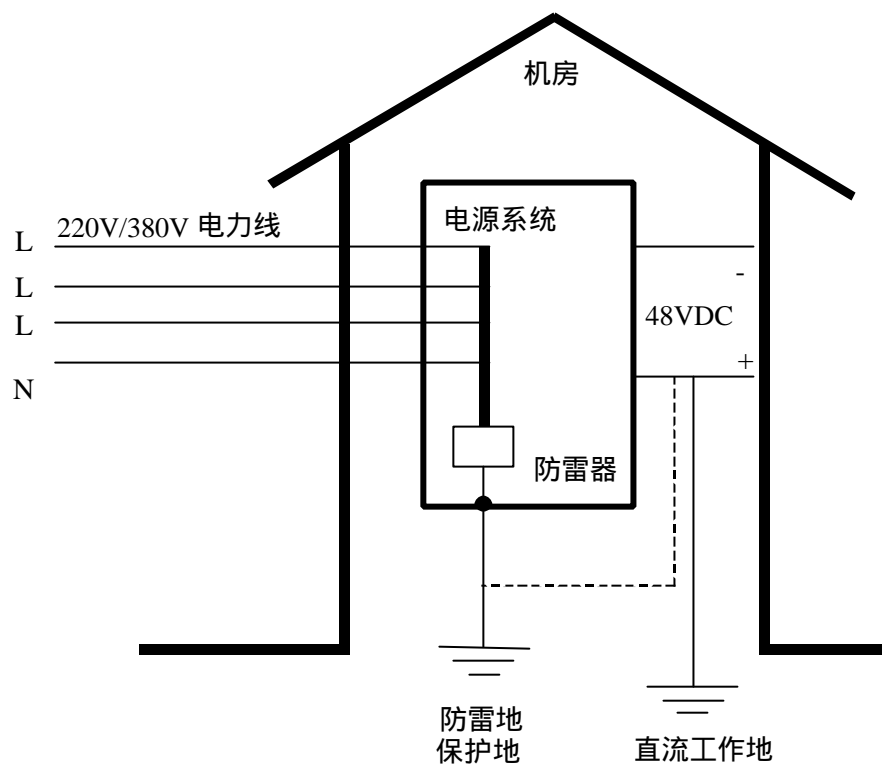 机房
220V/380V 电力线
电源系统
L
L
L
N
-
48VDC
+
防雷器
防雷地
保护地
直流工作地